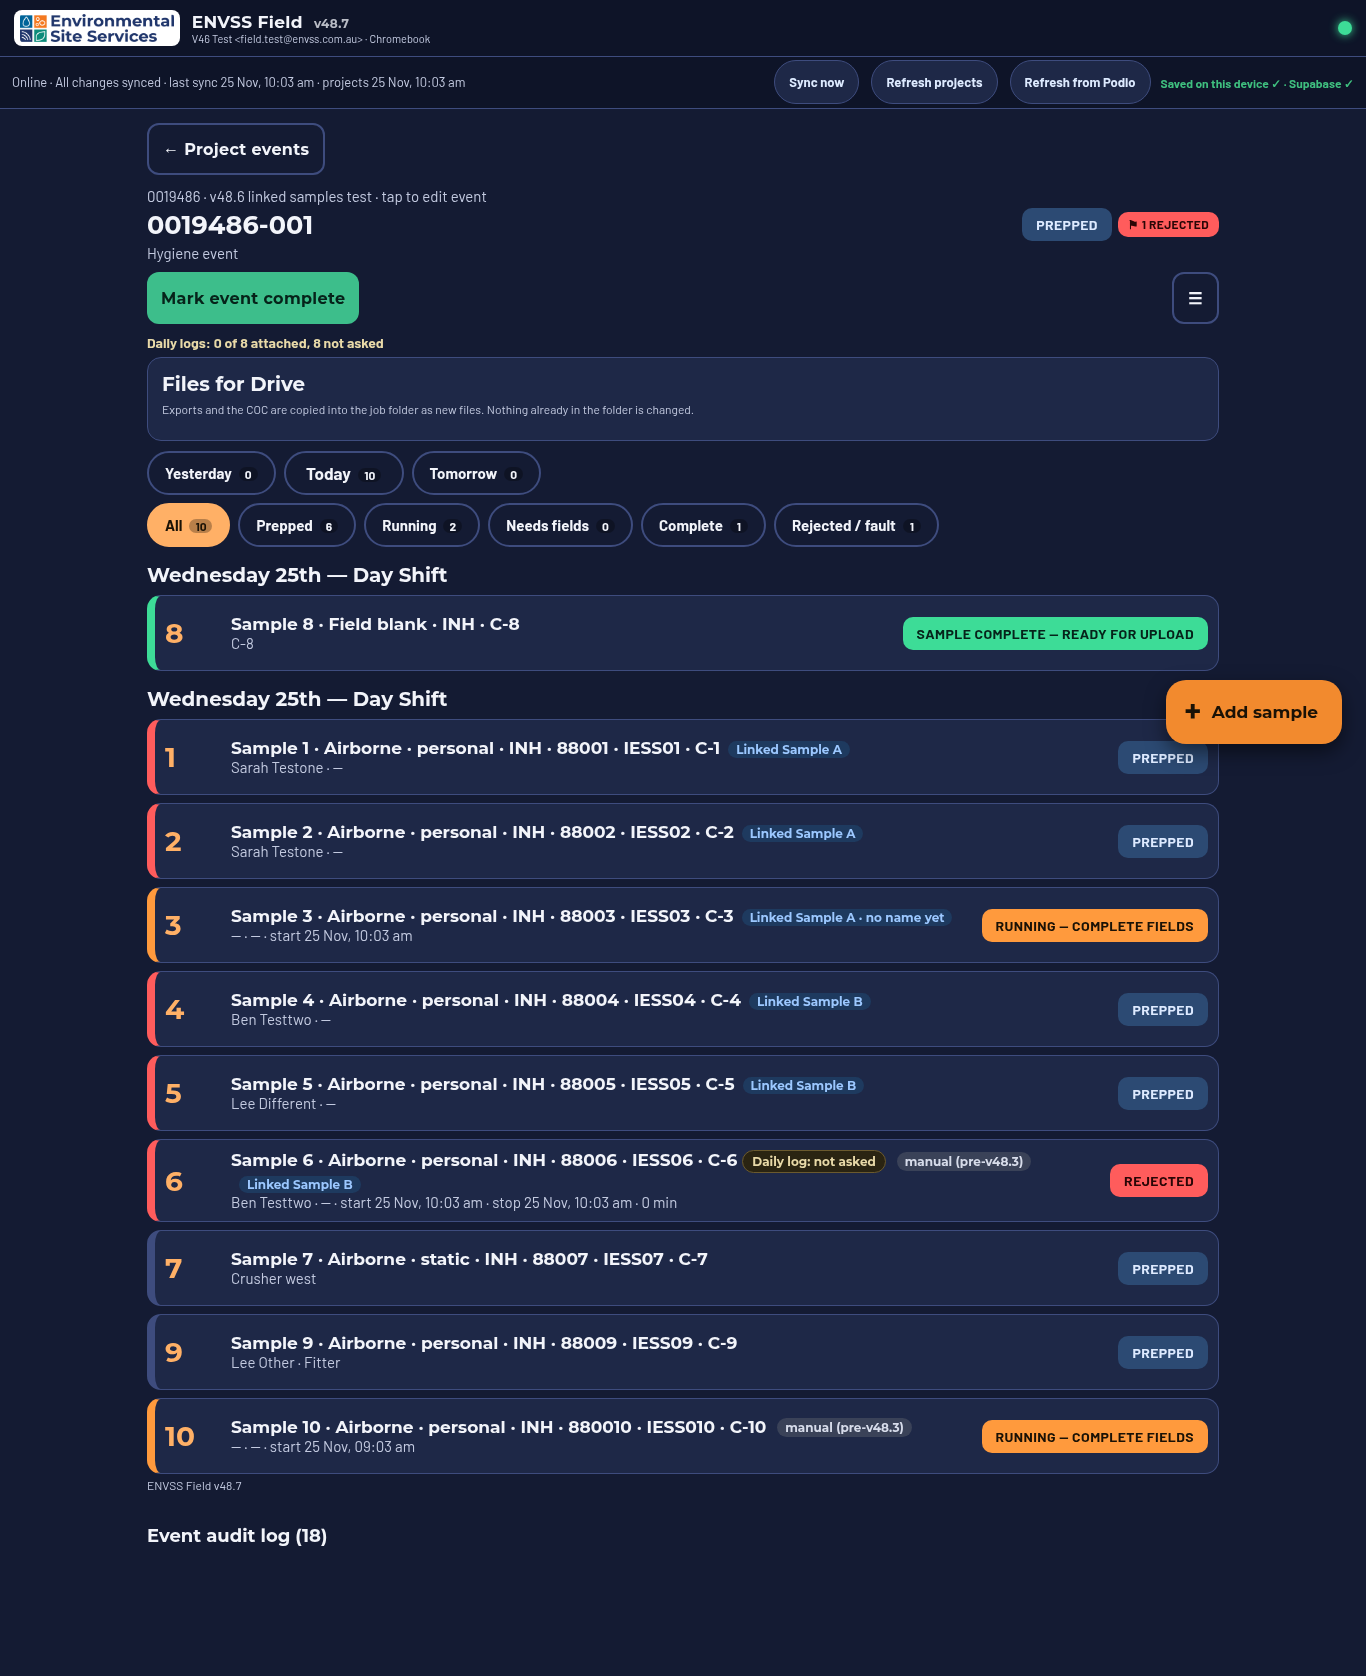 Environmental
Site Services
ENVSS Field v48.7
V46 Test <field.test@envss.com.au> · Chromebook
Online · All changes synced · last sync 25 Nov, 10:03 am · projects 25 Nov, 10:03 am
Sync now
Refresh projects
Refresh from Podio
Saved on this device ✓ · Supabase ✓
← Project events
0019486 · v48.6 linked samples test · tap to edit event
0019486-001
PREPPED
⚑ 1 REJECTED
Hygiene event
Mark event complete
☰
Daily logs: 0 of 8 attached, 8 not asked
Files for Drive
Exports and the COC are copied into the job folder as new files. Nothing already in the folder is changed.
Yesterday 0
Today 10
Tomorrow 0
All 10
Prepped 6
Running 2
Needs fields 0
Complete 1
Rejected / fault 1
Wednesday 25th — Day Shift
8
Sample 8 · Field blank · INH · C-8
C-8
SAMPLE COMPLETE — READY FOR UPLOAD
Wednesday 25th — Day Shift
+ Add sample
1
Sample 1 · Airborne · personal · INH · 88001 · IESS01 · C-1 Linked Sample A
Sarah Testone · —
PREPPED
2
Sample 2 · Airborne · personal · INH · 88002 · IESS02 · C-2 Linked Sample A
Sarah Testone · —
PREPPED
3
Sample 3 · Airborne · personal · INH · 88003 · IESS03 · C-3 Linked Sample A · no name yet
— · — · start 25 Nov, 10:03 am
RUNNING — COMPLETE FIELDS
4
Sample 4 · Airborne · personal · INH · 88004 · IESS04 · C-4 Linked Sample B
Ben Testtwo · —
PREPPED
5
Sample 5 · Airborne · personal · INH · 88005 · IESS05 · C-5 Linked Sample B
Lee Different · —
PREPPED
6
Sample 6 · Airborne · personal · INH · 88006 · IESS06 · C-6 Daily log: not asked manual (pre-v48.3)
Linked Sample B
Ben Testtwo · — · start 25 Nov, 10:03 am · stop 25 Nov, 10:03 am · 0 min
REJECTED
7
Sample 7 · Airborne · static · INH · 88007 · IESS07 · C-7
Crusher west
PREPPED
9
Sample 9 · Airborne · personal · INH · 88009 · IESS09 · C-9
Lee Other · Fitter
PREPPED
10
Sample 10 · Airborne · personal · INH · 880010 · IESS010 · C-10 manual (pre-v48.3)
— · — · start 25 Nov, 09:03 am
RUNNING — COMPLETE FIELDS
ENVSS Field v48.7
Event audit log (18)